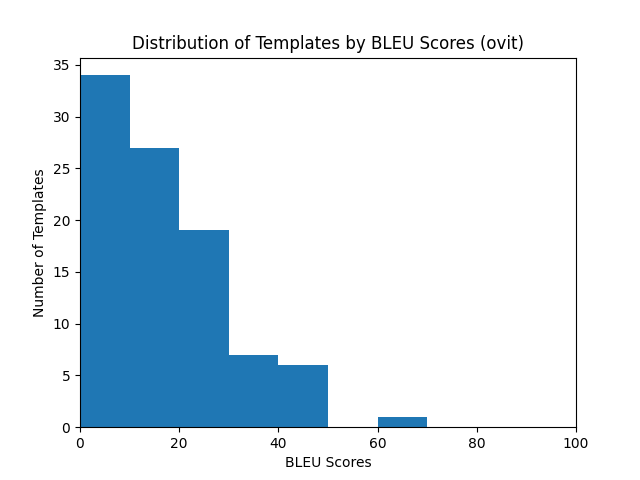 Distribution of Templates by BLEU Scores (ovit)
Number of Templates
35
30
25
20
15
10
5
0
0 20 40 60 80 100
BLEU Scores